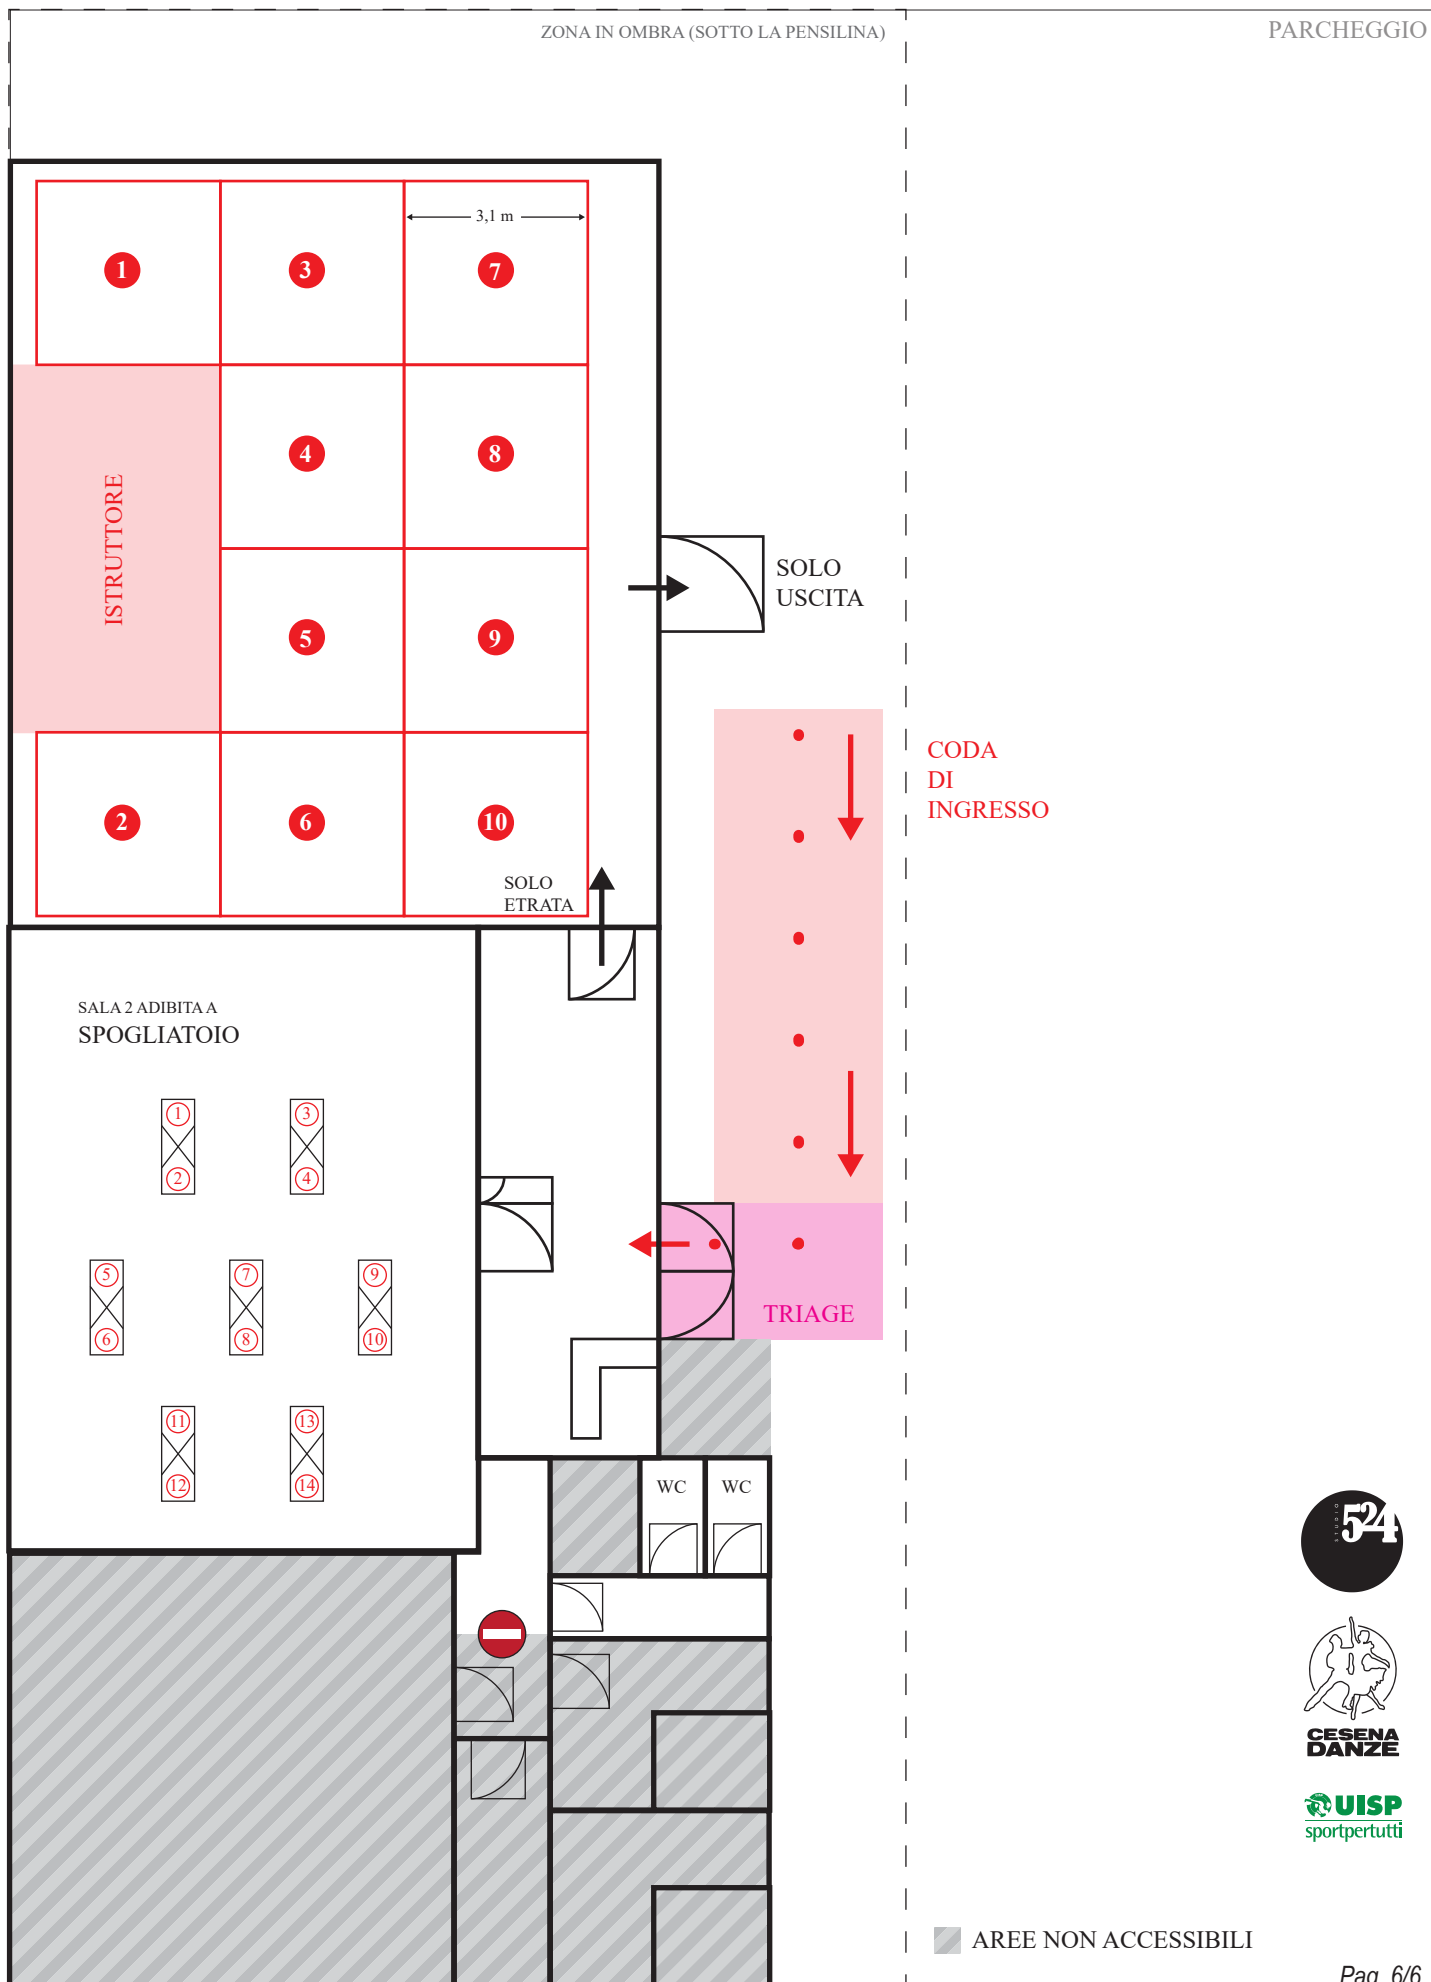 ZONA IN OMBRA (SOTTO LA PENSILINA)
PARCHEGGIO
3,1 m
1
3
7
4
8
ISTRUTTORE
5
9
2
6
10
SOLO
USCITA
CODA
DI
INGRESSO
SOLO
ETRATA
SALA 2 ADIBITA A
SPOGLIATOIO
1
3
2
4
5
7
9
6
8
10
11
13
12
14
TRIAGE
WC
WC
STUDIO
524
CESENA
DANZE
UISP
sportpertutti
AREE NON ACCESSIBILI
Pag. 6/6